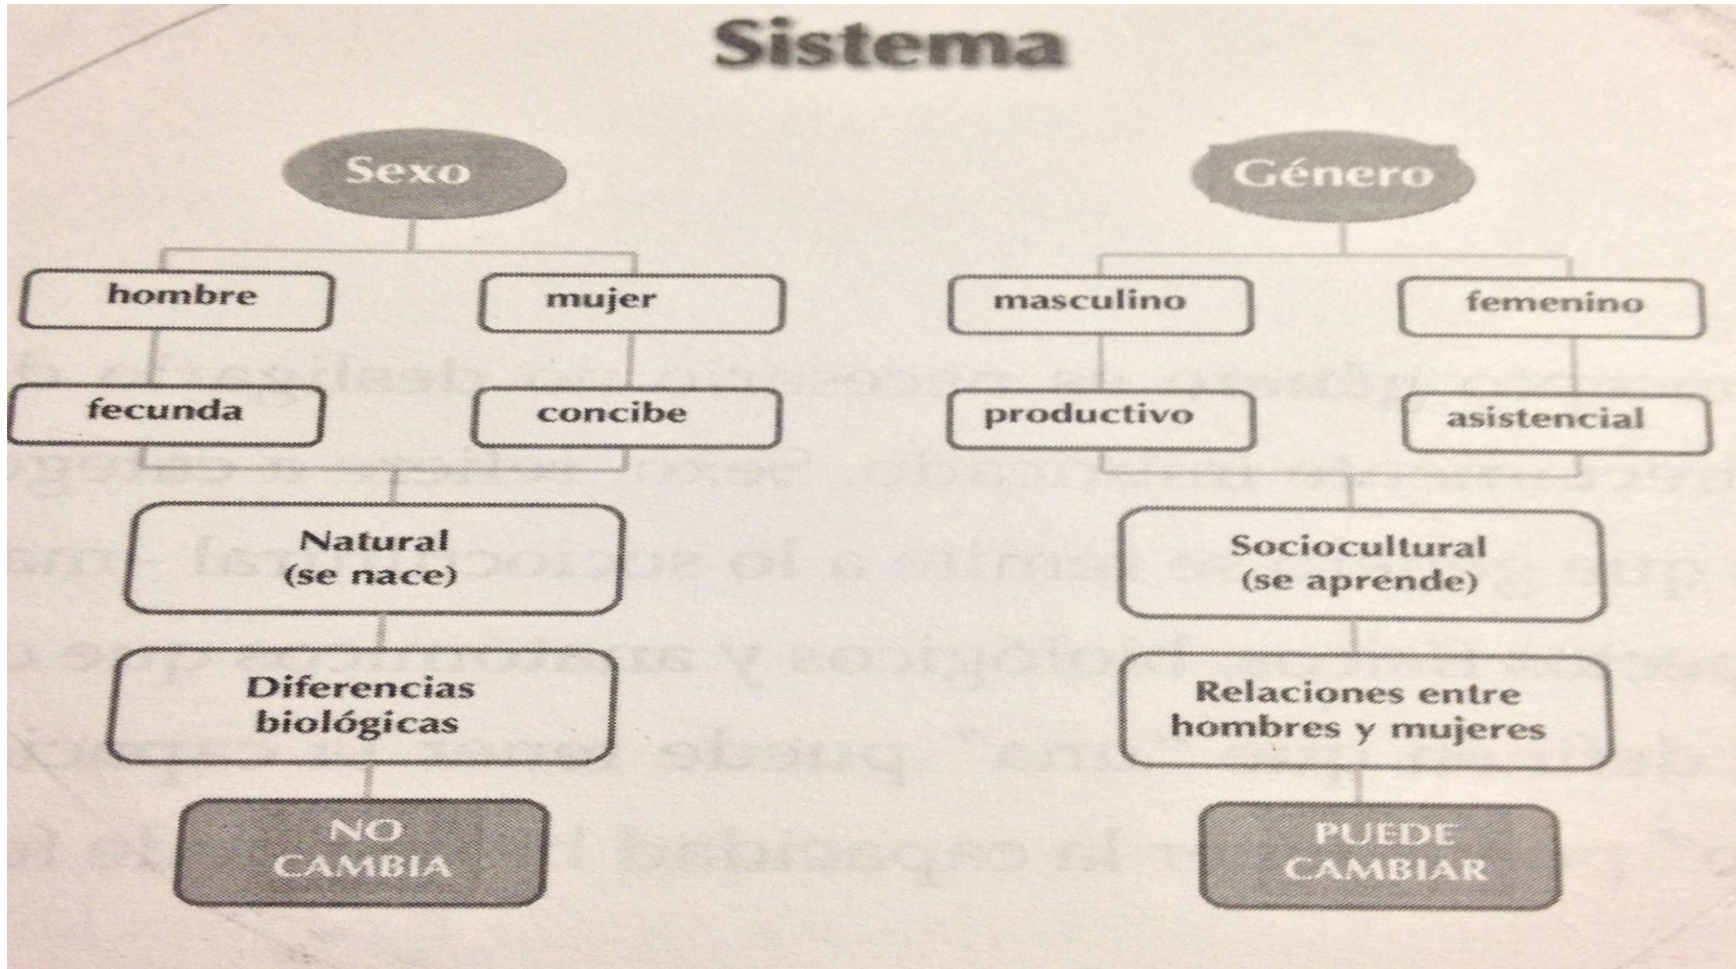 Sistema
Sexo
hombre
mujer
fecunda
concibe
Natural
(se nace)
Diferencias
biológicas
NO
CAMBIA
Género
masculino
femenino
productivo
asistencial
Sociocultural
(se aprende)
Relaciones entre
hombres y mujeres
PUEDE
CAMBIAR